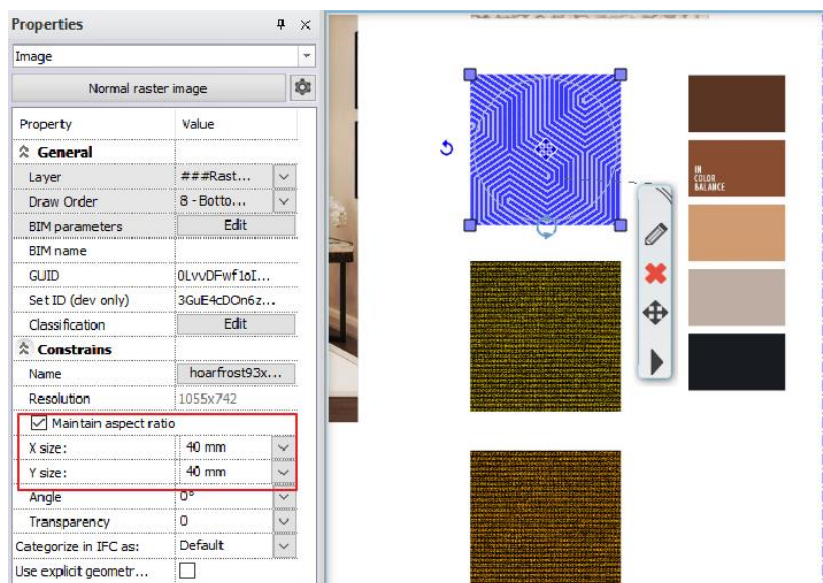 Properties
Image
Normal raster image
Property Value
General
Layer ###Rast...
Draw Order 8 - Botto...
BIM parameters Edit
BIM name
GUID 0LvvDFwf1oI...
Set ID (dev only) 3GuE4cDOn6z...
Classification Edit
Constrains
Name hoarfrost93x...
Resolution 1055x742
Maintain aspect ratio
X size: 40 mm
Y size: 40 mm
Angle 0°
Transparency 0
Categorize in IFC as: Default
Use explicit geometr...
IN
COLOR
BALANCE